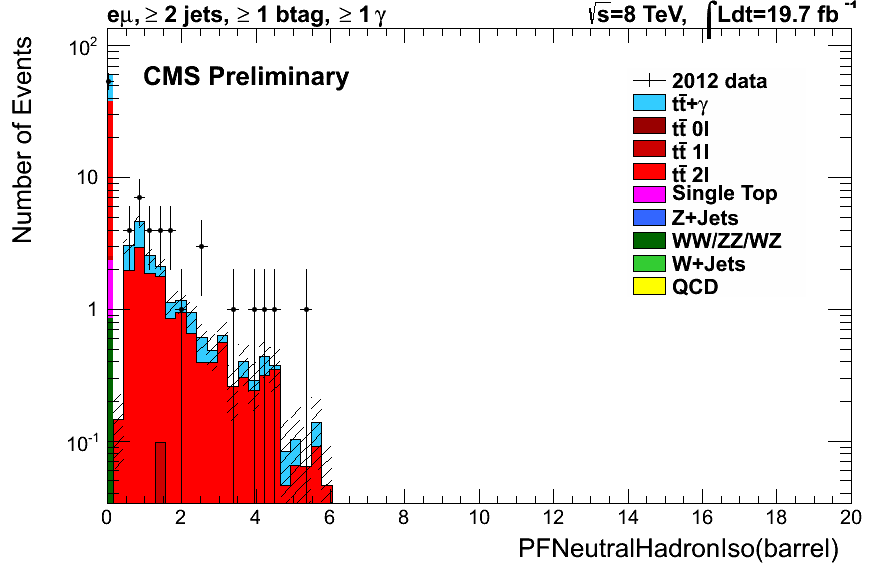 eμ, ≥ 2 jets, ≥ 1 btag, ≥ 1 γ
√s=8 TeV, ∫Ldt=19.7 fb⁻¹
CMS Preliminary
Number of Events
10²
10
1
10⁻¹
2012 data
tt̄+γ
tt̄ 0l
tt̄ 1l
tt̄ 2l
Single Top
Z+Jets
WW/ZZ/WZ
W+Jets
QCD
0 2 4 6 8 10 12 14 16 18 20
PFNeutralHadronIso(barrel)